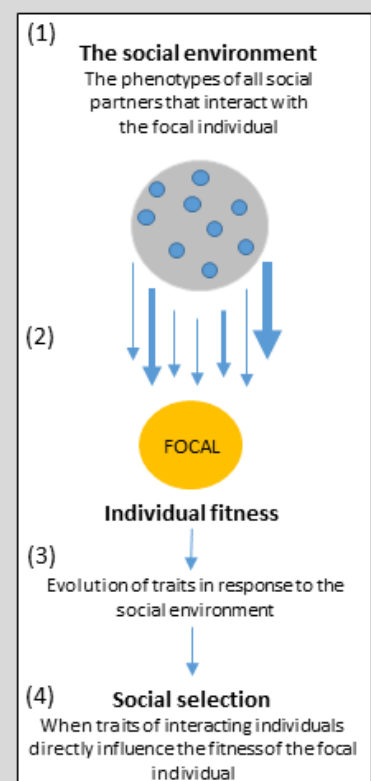 (1)
The social environment
The phenotypes of all social
partners that interact with
the focal individual
(2)
FOCAL
Individual fitness
(3)
Evolution of traits in response to the
social environment
(4)
Social selection
When traits of interacting individuals
directly influence the fitness of the focal
individual